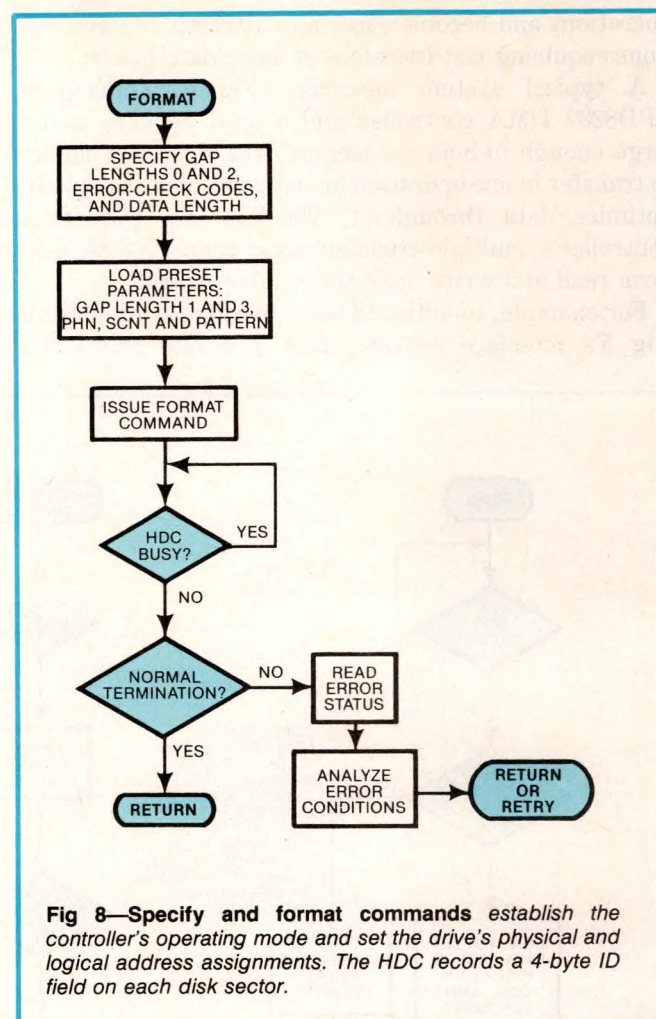 FORMAT
SPECIFY GAP
LENGTHS 0 AND 2,
ERROR-CHECK CODES,
AND DATA LENGTH
LOAD PRESET
PARAMETERS:
GAP LENGTH 1 AND 3,
PHN, SCNT AND PATTERN
ISSUE FORMAT
COMMAND
HDC
BUSY?
YES
NO
NORMAL
TERMINATION?
NO
READ
ERROR
STATUS
YES
RETURN
ANALYZE
ERROR
CONDITIONS
RETURN
OR
RETRY
Fig 8—Specify and format commands establish the
controller's operating mode and set the drive's physical and
logical address assignments. The HDC records a 4-byte ID
field on each disk sector.